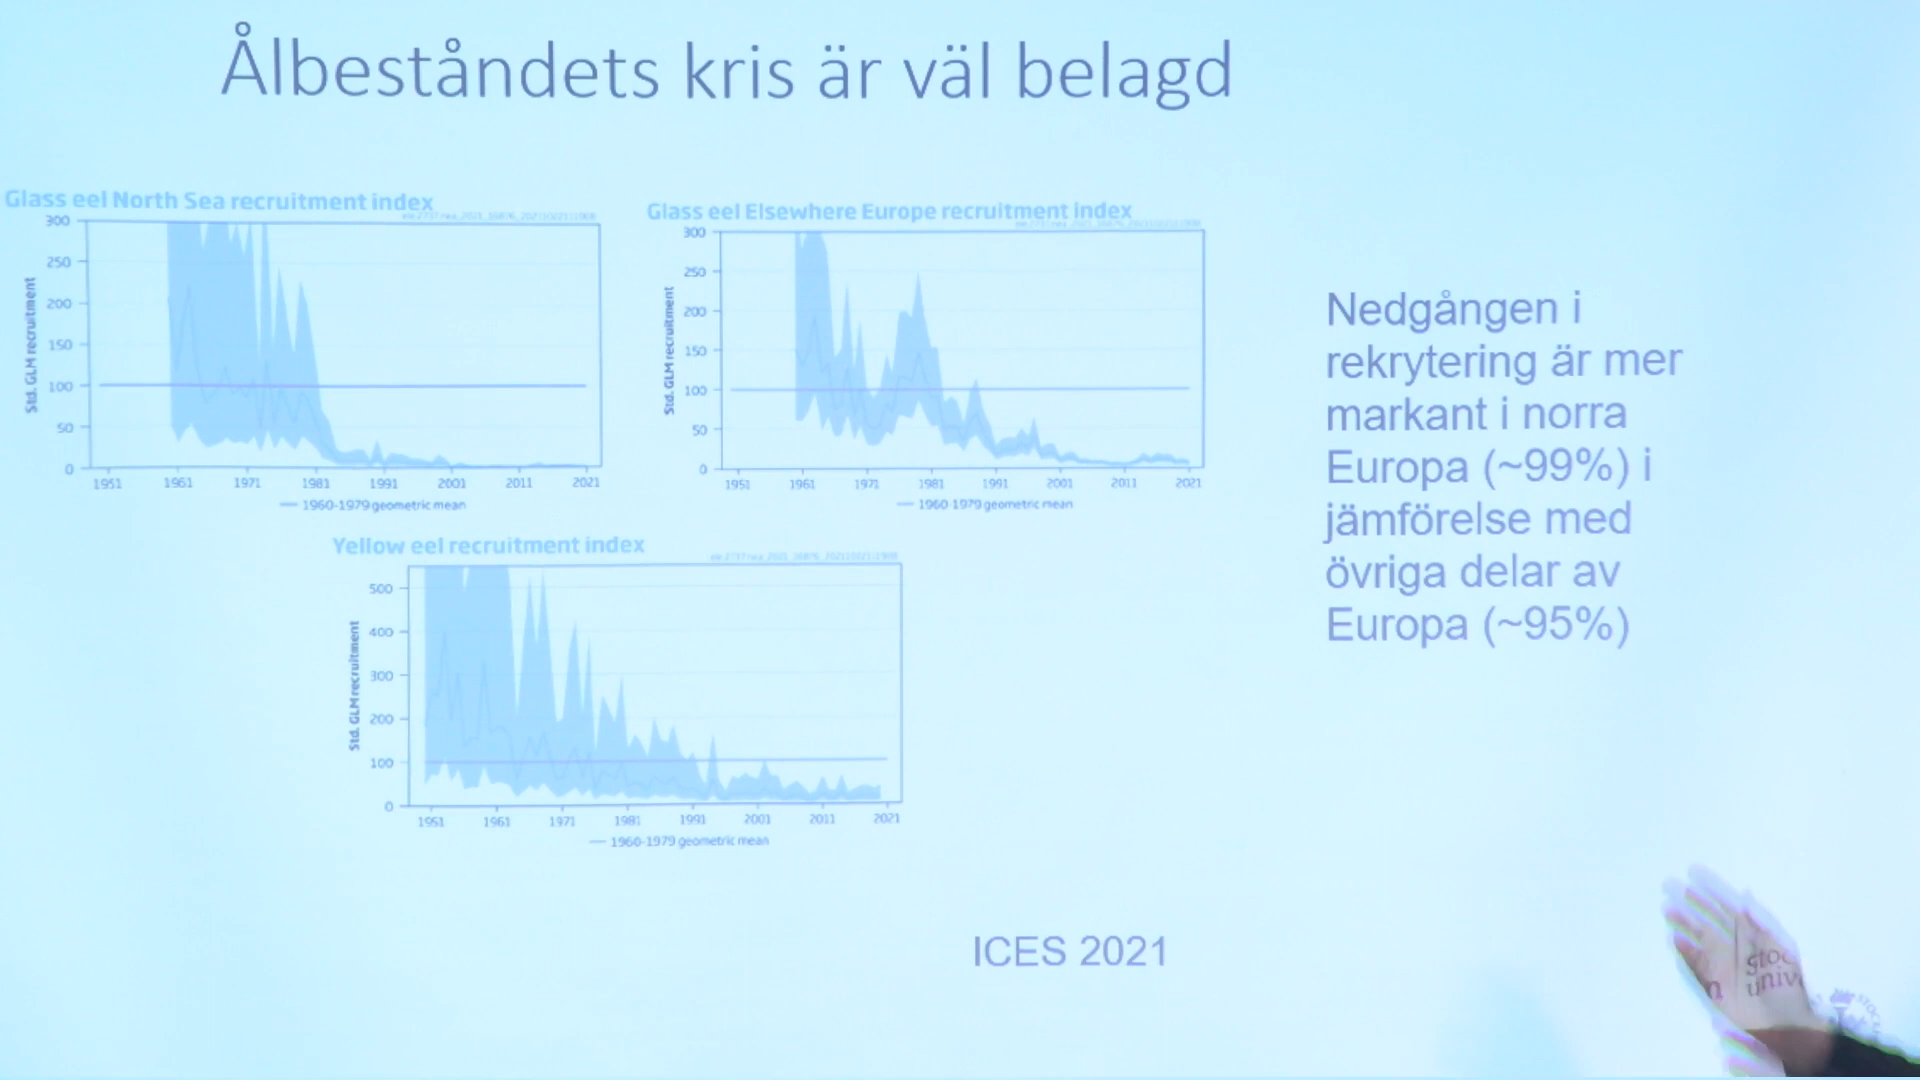 Ålbeståndets kris är väl belagd
Glass eel North Sea recruitment index
300
250
200
150
100
50
0
Std. GLM recruitment
1951 1961 1971 1981 1991 2001 2011 2021
1960-1979 geometric mean
Glass eel Elsewhere Europe recruitment index
300
250
200
150
100
50
0
Std. GLM recruitment
1951 1961 1971 1981 1991 2001 2011 2021
1960-1979 geometric mean
Yellow eel recruitment index
500
400
300
200
100
0
Std. GLM recruitment
1951 1961 1971 1981 1991 2001 2011 2021
1960-1979 geometric mean
Nedgången i
rekrytering är mer
markant i norra
Europa (~99%) i
jämförelse med
övriga delar av
Europa (~95%)
ICES 2021